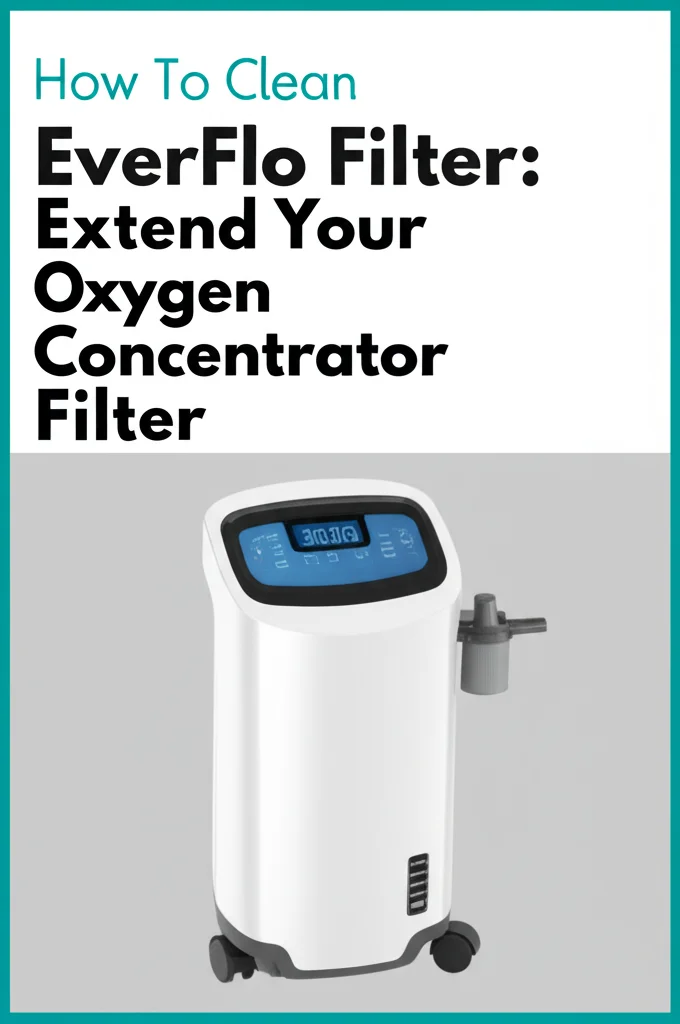 How To Clean
EverFlo Filter:
Extend Your
Oxygen
Concentrator
Filter